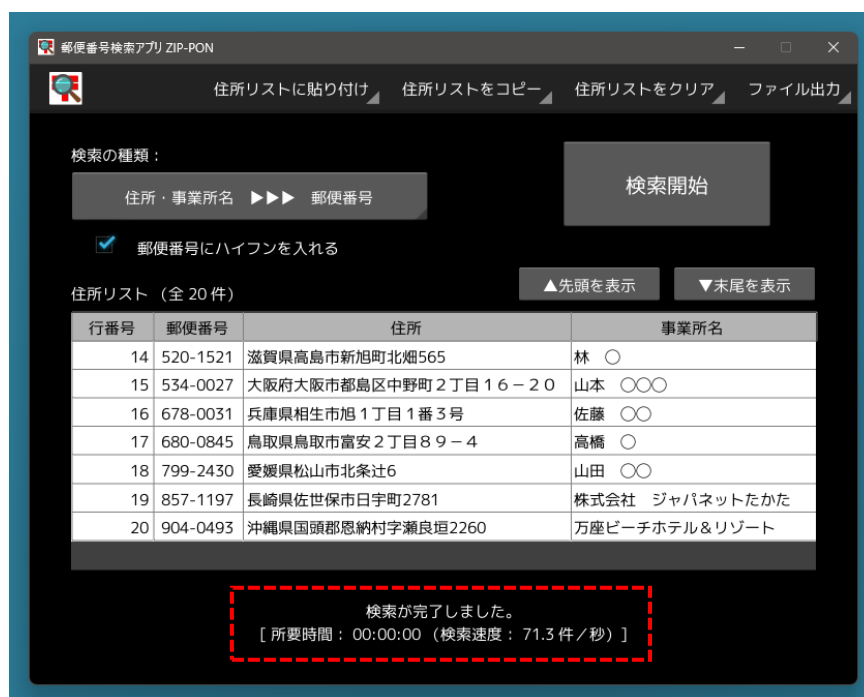 郵便番号検索アプリ ZIP-PON
住所リストに貼り付け 住所リストをコピー 住所リストをクリア ファイル出力
検索の種類：
住所・事業所名 ▶▶▶ 郵便番号
検索開始
郵便番号にハイフンを入れる
住所リスト （全 20 件）
▲先頭を表示 ▼末尾を表示
行番号 郵便番号 住所 事業所名
14 520-1521 滋賀県高島市新旭町北畑565 林　○
15 534-0027 大阪府大阪市都島区中野町２丁目１６－２０ 山本　○○○
16 678-0031 兵庫県相生市旭１丁目１番３号 佐藤　○○
17 680-0845 鳥取県鳥取市富安２丁目８９－４ 高橋　○
18 799-2430 愛媛県松山市北条辻6 山田　○○
19 857-1197 長崎県佐世保市日宇町2781 株式会社　ジャパネットたかた
20 904-0493 沖縄県国頭郡恩納村字瀬良垣2260 万座ビーチホテル＆リゾート
検索が完了しました。
[ 所要時間： 00:00:00 （検索速度： 71.3 件／秒）]